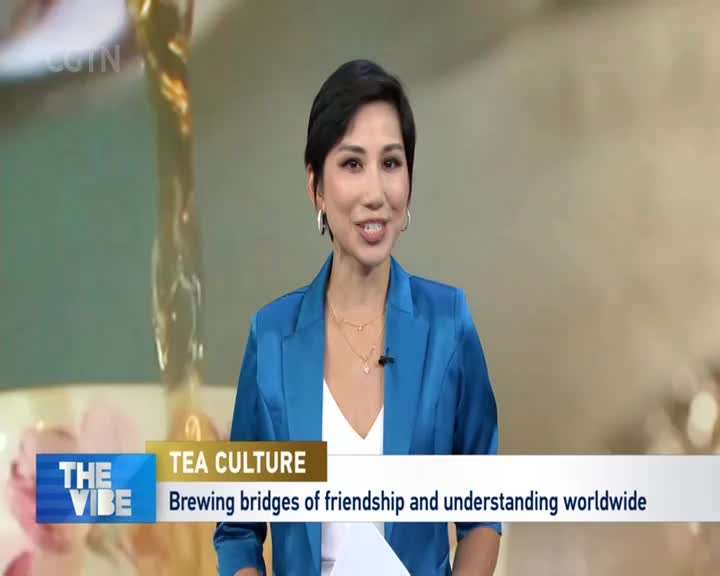 CGTN
TEA CULTURE
THE VIBE
Brewing bridges of friendship and understanding worldwide